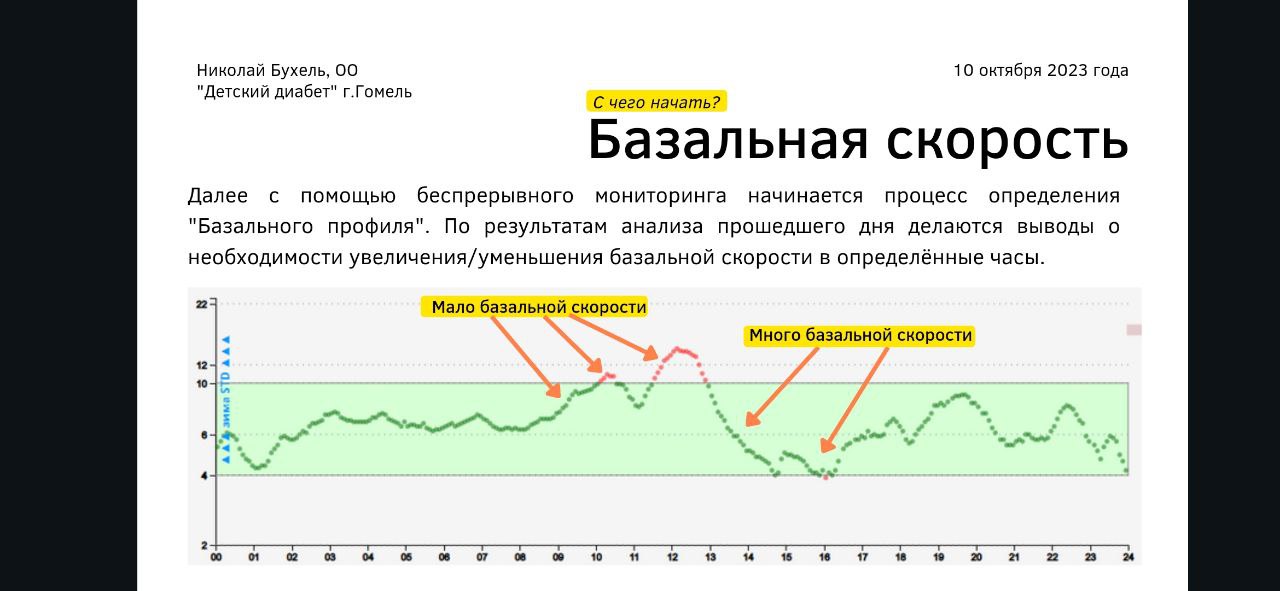 Николай Бухель, ОО
"Детский диабет" г.Гомель
10 октября 2023 года
С чего начать?
Базальная скорость
Далее с помощью беспрерывного мониторинга начинается процесс определения
"Базального профиля". По результатам анализа прошедшего дня делаются выводы о
необходимости увеличения/уменьшения базальной скорости в определённые часы.
Мало базальной скорости
Много базальной скорости
22
12
10
6
4
2
зима STD
00 01 02 03 04 05 06 07 08 09 10 11 12 13 14 15 16 17 18 19 20 21 22 23 24